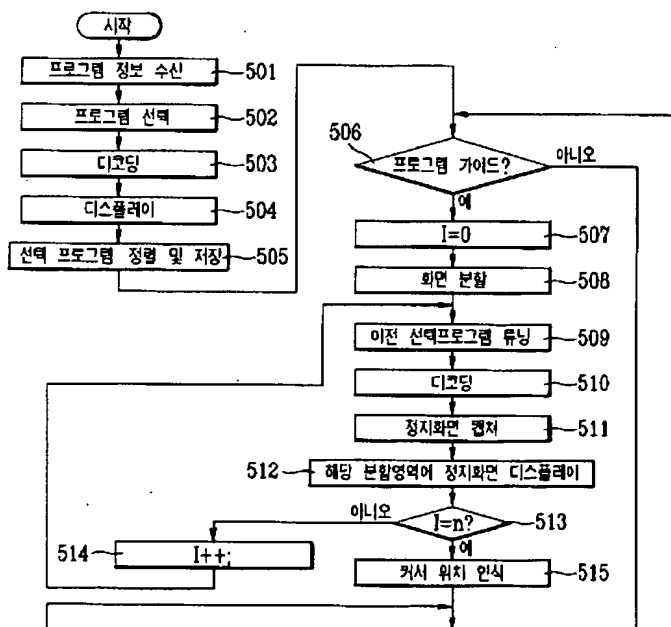 시작
프로그램 정보 수신
501
프로그램 선택
502
디코딩
503
디스플레이
504
선택 프로그램 정렬 및 저장
505
506
프로그램 가이드?
아니오
예
I=0
507
화면 분할
508
이전 선택프로그램 튜닝
509
디코딩
510
정지화면 캡처
511
512
해당 분할영역에 정지화면 디스플레이
아니오
I=n?
513
예
514
I++;
커서 위치 인식
515